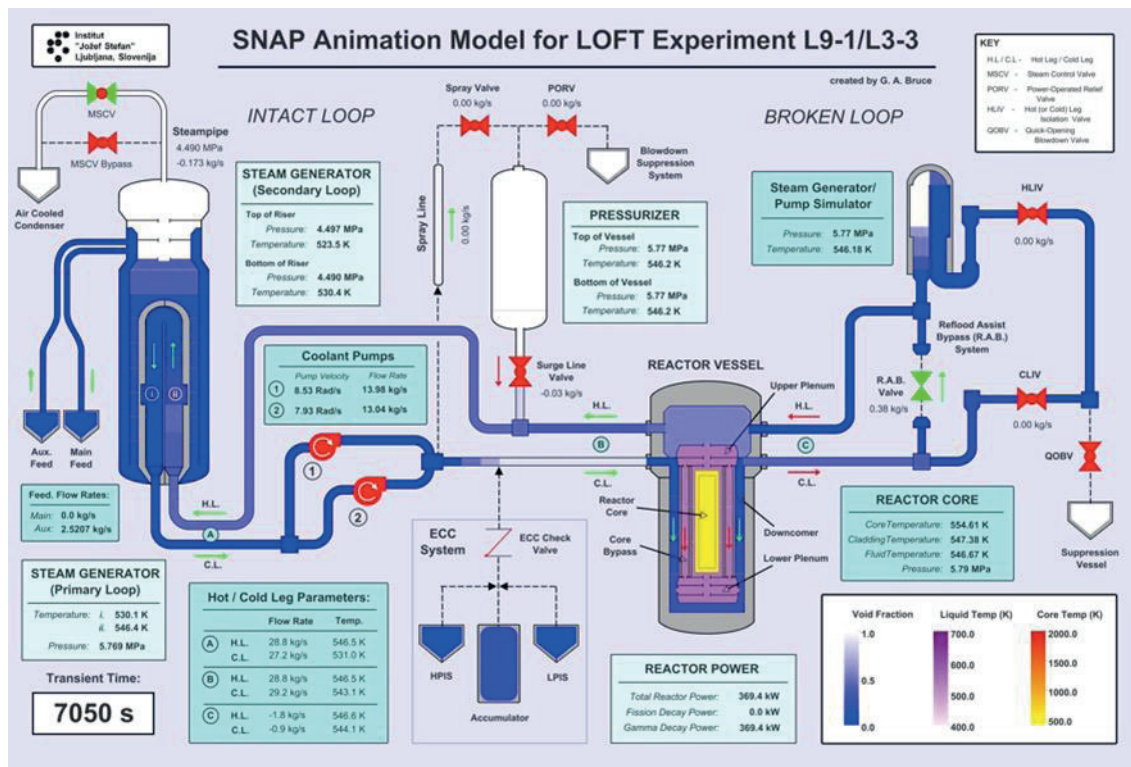 Institut
"Jožef Stefan"
Ljubljana, Slovenija
SNAP Animation Model for LOFT Experiment L9-1/L3-3
created by G. A. Bruce
KEY
H.L / C.L - Hot Leg / Cold Leg
MSCV - Steam Control Valve
PORV - Power-Operated Relief
Valve
HLIV - Hot (or Cold) Leg
Isolation Valve
QOBV - Quick-Opening
Blowdown Valve
INTACT LOOP
BROKEN LOOP
MSCV
MSCV Bypass
Steampipe
4.490 MPa
-0.173 kg/s
Air Cooled
Condenser
Spray Valve
0.00 kg/s
PORV
0.00 kg/s
Blowdown
Suppression
System
Spray Line
0.00 kg/s
STEAM GENERATOR
(Secondary Loop)
Top of Riser
Pressure: 4.497 MPa
Temperature: 523.5 K
Bottom of Riser
Pressure: 4.490 MPa
Temperature: 530.4 K
PRESSURIZER
Top of Vessel
Pressure: 5.77 MPa
Temperature: 546.2 K
Bottom of Vessel
Pressure: 5.77 MPa
Temperature: 546.2 K
Steam Generator/
Pump Simulator
Pressure: 5.77 MPa
Temperature: 546.18 K
HLIV
0.00 kg/s
Reflood Assist
Bypass (R.A.B.)
System
R.A.B.
Valve
0.38 kg/s
CLIV
0.00 kg/s
QOBV
Suppression
Vessel
Coolant Pumps
Pump Velocity Flow Rate
1 8.53 Rad/s 13.98 kg/s
2 7.93 Rad/s 13.04 kg/s
Surge Line
Valve
-0.03 kg/s
REACTOR VESSEL
Upper Plenum
H.L.
B
C.L.
H.L.
C
C.L.
Reactor
Core
Core
Bypass
Downcomer
Lower Plenum
i
ii
Aux.
Feed
Main
Feed
1
2
H.L.
A
C.L.
Feed. Flow Rates:
Main: 0.0 kg/s
Aux: 2.5207 kg/s
STEAM GENERATOR
(Primary Loop)
Temperature: i. 530.1 K
ii. 546.4 K
Pressure: 5.769 MPa
Transient Time:
7050 s
Hot / Cold Leg Parameters:
Flow Rate Temp.
A H.L. 28.8 kg/s 546.5 K
C.L. 27.2 kg/s 531.0 K
B H.L. 28.8 kg/s 546.5 K
C.L. 29.2 kg/s 543.1 K
C H.L. -1.8 kg/s 546.6 K
C.L. -0.9 kg/s 544.1 K
ECC
System
ECC Check
Valve
HPIS
LPIS
Accumulator
REACTOR CORE
CoreTemperature: 554.61 K
CladdingTemperature: 547.38 K
FluidTemperature: 546.67 K
Pressure: 5.79 MPa
REACTOR POWER
Total Reactor Power: 369.4 kW
Fission Decay Power: 0.0 kW
Gamma Decay Power: 369.4 kW
Void Fraction Liquid Temp (K) Core Temp (K)
1.0 700.0 2000.0
600.0 1500.0
0.5
500.0 1000.0
0.0 400.0 500.0